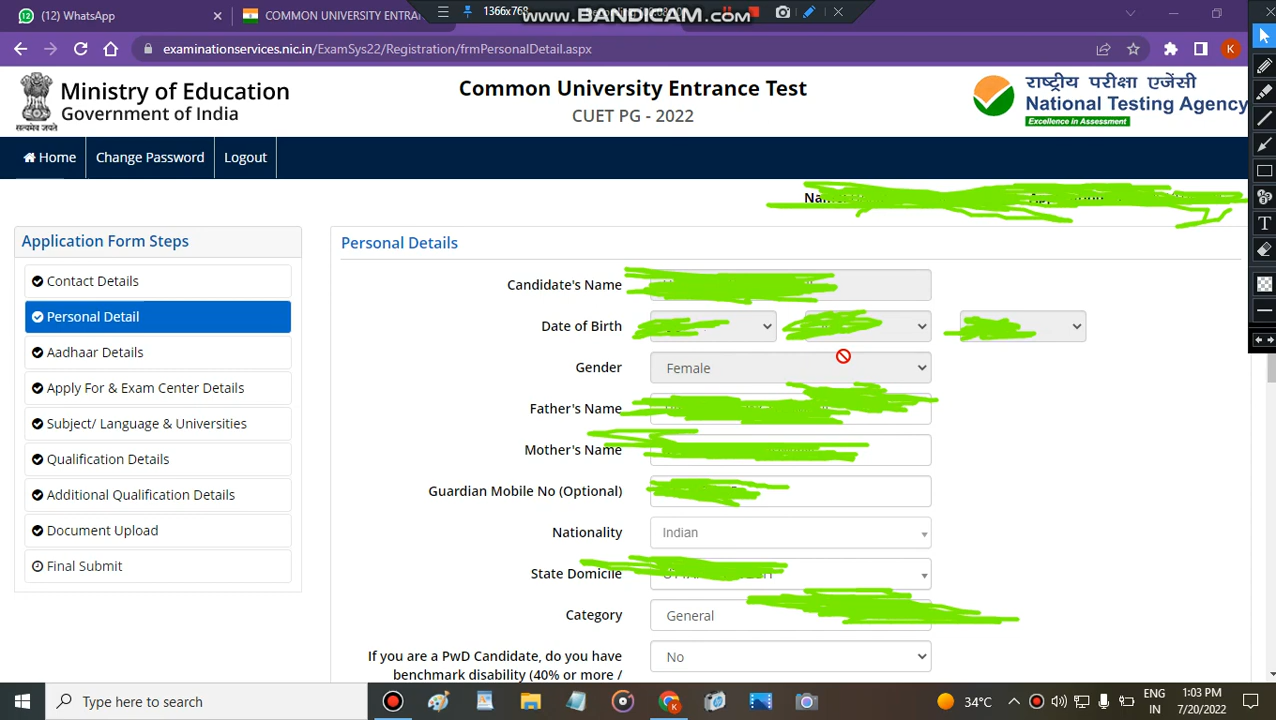 (12) WhatsApp
COMMON UNIVERSITY ENTRA
1366x768
www.BANDICAM.com
examinationservices.nic.in/ExamSys22/Registration/frmPersonalDetail.aspx
K
Ministry of Education
Government of India
सत्यमेव जयते
Common University Entrance Test
CUET PG - 2022
राष्ट्रीय परीक्षा एजेंसी
National Testing Agency
Excellence in Assessment
Home
Change Password
Logout
Application Form Steps
Contact Details
Personal Detail
Aadhaar Details
Apply For & Exam Center Details
Subject/ Language & Universities
Qualification Details
Additional Qualification Details
Document Upload
Final Submit
Personal Details
Candidate's Name
Date of Birth
Gender Female
Father's Name
Mother's Name
Guardian Mobile No (Optional)
Nationality Indian
State Domicile
Category General
If you are a PwD Candidate, do you have No
benchmark disability (40% or more /
Type here to search
34°C
ENG
IN
1:03 PM
7/20/2022